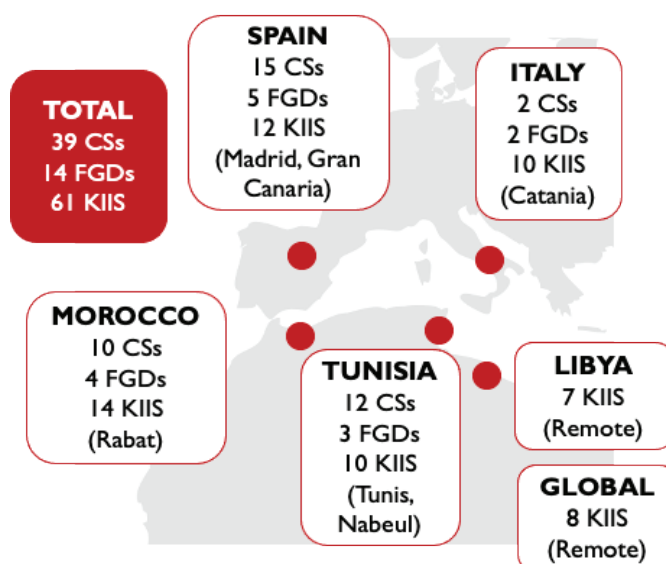 TOTAL
39 CSs
14 FGDs
61 KIIS
SPAIN
15 CSs
5 FGDs
12 KIIS
(Madrid, Gran
Canaria)
ITALY
2 CSs
2 FGDs
10 KIIS
(Catania)
MOROCCO
10 CSs
4 FGDs
14 KIIS
(Rabat)
TUNISIA
12 CSs
3 FGDs
10 KIIS
(Tunis,
Nabeul)
LIBYA
7 KIIS
(Remote)
GLOBAL
8 KIIS
(Remote)